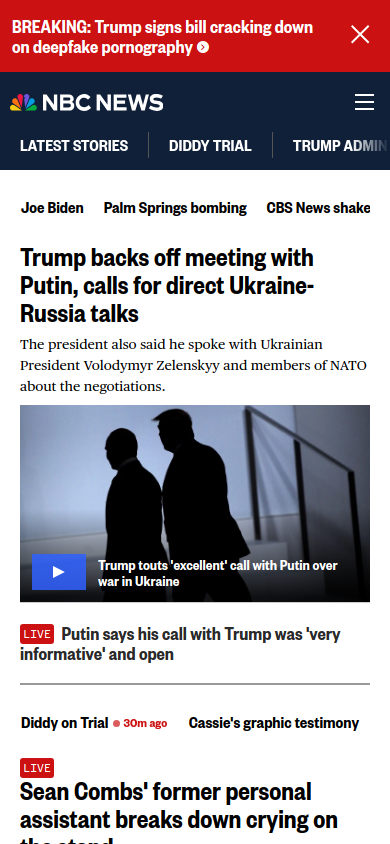 BREAKING: Trump signs bill cracking down
on deepfake pornography
NBC NEWS
LATEST STORIES
DIDDY TRIAL
TRUMP ADMIN
Joe Biden
Palm Springs bombing
CBS News shake
Trump backs off meeting with
Putin, calls for direct Ukraine-
Russia talks
The president also said he spoke with Ukrainian
President Volodymyr Zelenskyy and members of NATO
about the negotiations.
Trump touts 'excellent' call with Putin over
war in Ukraine
LIVE Putin says his call with Trump was 'very
informative' and open
Diddy on Trial 30m ago
Cassie's graphic testimony
LIVE
Sean Combs' former personal
assistant breaks down crying on
the stand